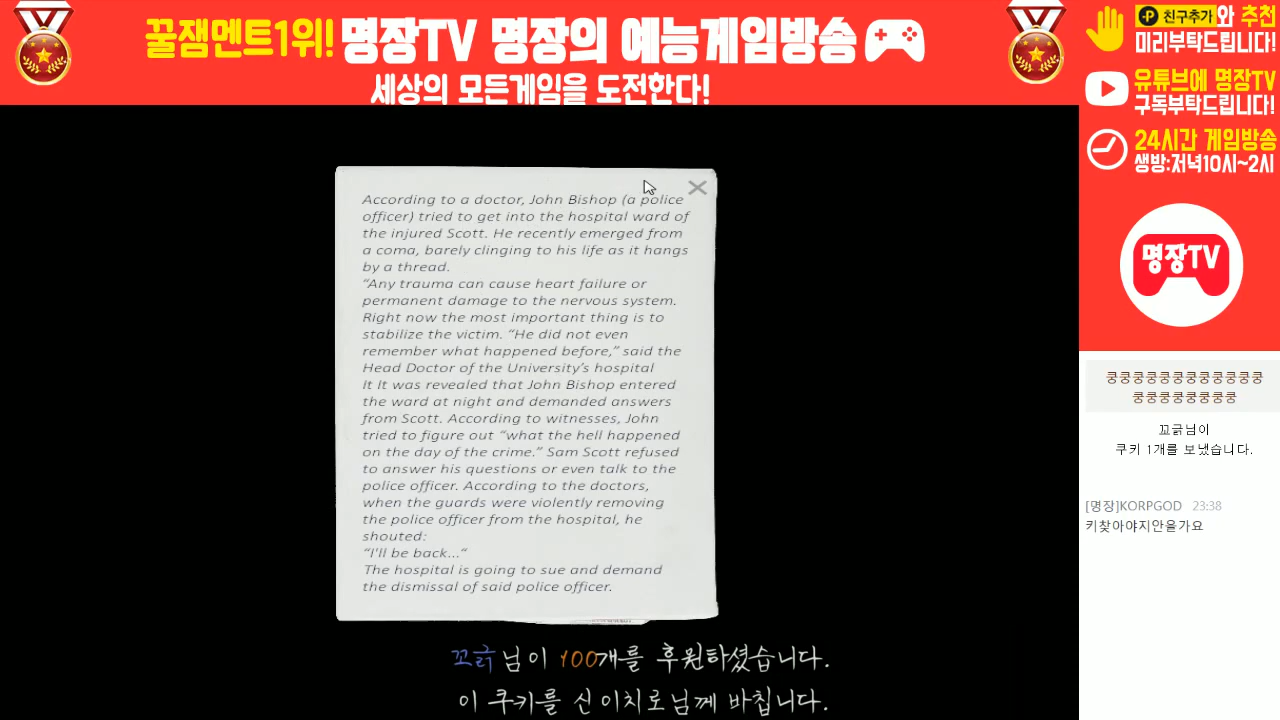 꿀잼멘트1위! 명장TV 명장의 예능게임방송
세상의 모든게임을 도전한다!
P 친구추가 와 추천
미리부탁드립니다!
유튜브에 명장TV
구독부탁드립니다!
24시간 게임방송
생방:저녁10시~2시
명장TV
According to a doctor, John Bishop (a police
officer) tried to get into the hospital ward of
the injured Scott. He recently emerged from
a coma, barely clinging to his life as it hangs
by a thread.
“Any trauma can cause heart failure or
permanent damage to the nervous system.
Right now the most important thing is to
stabilize the victim. “He did not even
remember what happened before,” said the
Head Doctor of the University’s hospital
It It was revealed that John Bishop entered
the ward at night and demanded answers
from Scott. According to witnesses, John
tried to figure out “what the hell happened
on the day of the crime.” Sam Scott refused
to answer his questions or even talk to the
police officer. According to the doctors,
when the guards were violently removing
the police officer from the hospital, he
shouted:
“I'll be back...“
The hospital is going to sue and demand
the dismissal of said police officer.
꼬긁님이 100개를 후원하셨습니다.
이 쿠키를 신이치로님께 바칩니다.
쿵쿵쿵쿵쿵쿵쿵쿵쿵쿵쿵쿵
쿵쿵쿵쿵쿵쿵쿵쿵
꼬긁님이
쿠키 1개를 보냈습니다.
[명장]KORPGOD 23:38
키찾아야지안을가요